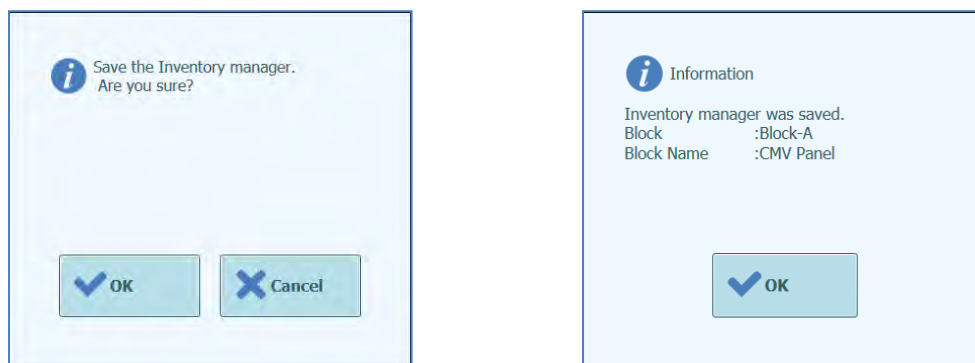 Save the Inventory manager.
Are you sure?
OK
Cancel
Information
Inventory manager was saved.
Block :Block-A
Block Name :CMV Panel
OK